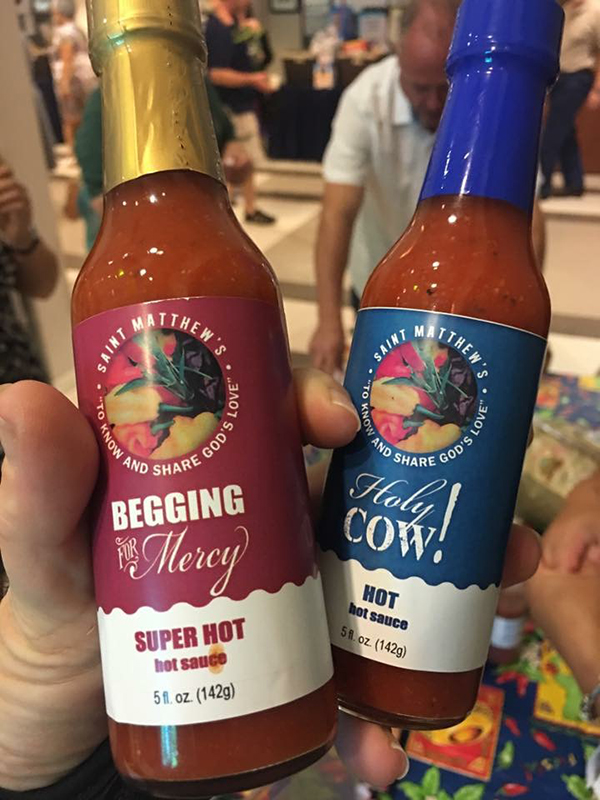 SAINT MATTHEW'S
"TO KNOW AND SHARE GOD'S LOVE"
BEGGING
FOR Mercy
SUPER HOT
hot sauce
5 fl. oz. (142g)
SAINT MATTHEW'S
"TO KNOW AND SHARE GOD'S LOVE"
Holy
COW!
HOT
hot sauce
5 fl. oz. (142g)